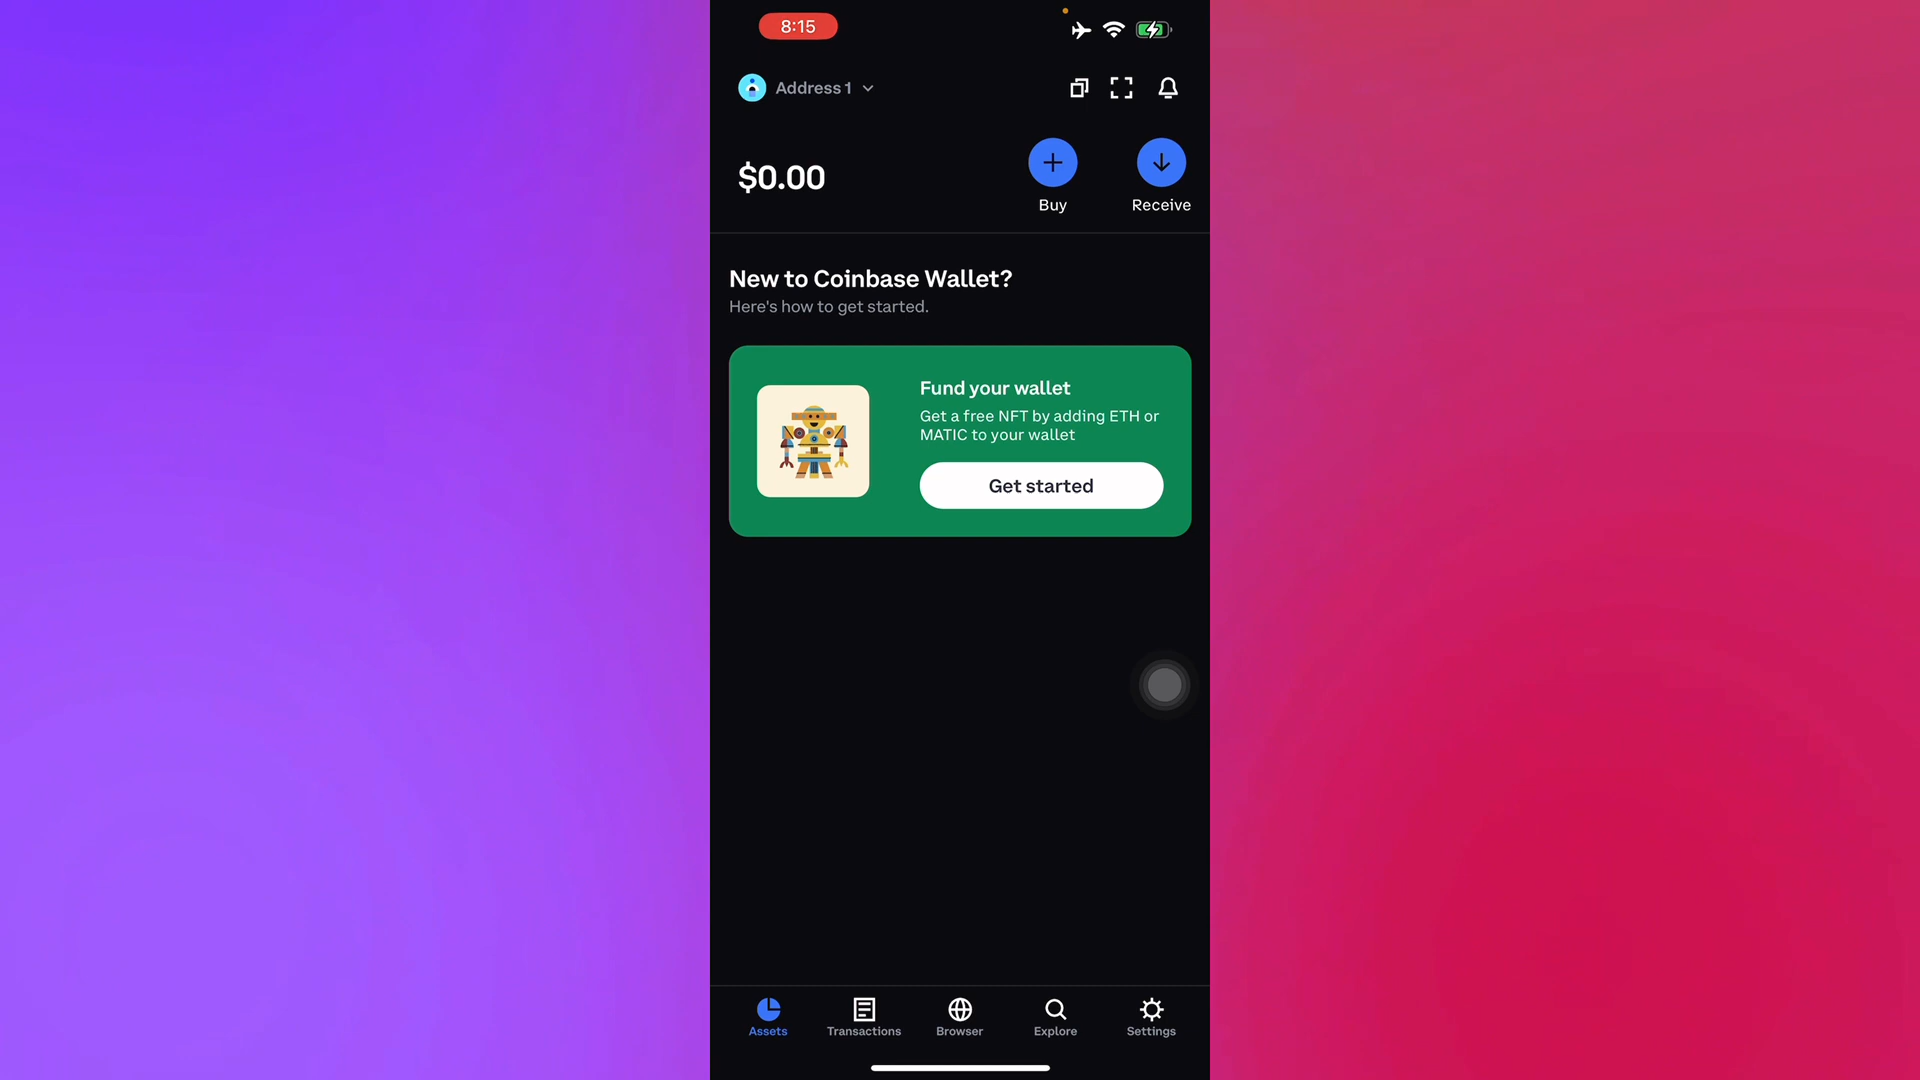 8:15
Address 1
$0.00
Buy
Receive
New to Coinbase Wallet?
Here's how to get started.
Fund your wallet
Get a free NFT by adding ETH or
MATIC to your wallet
Get started
Assets
Transactions
Browser
Explore
Settings